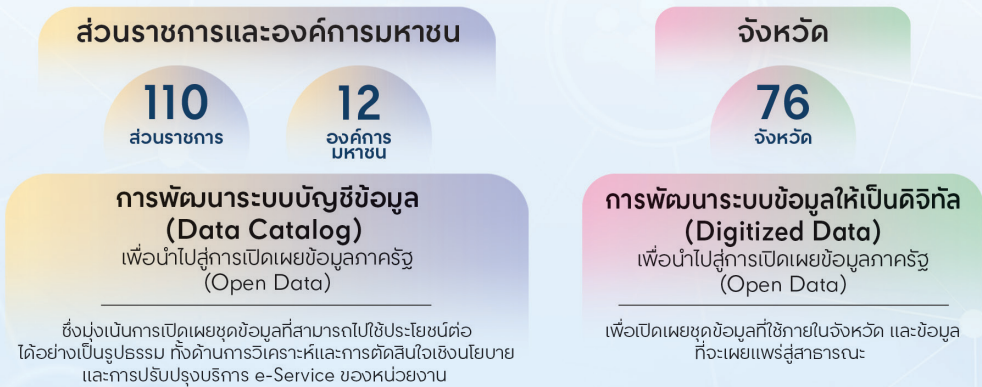 ส่วนราชการและองค์การมหาชน
110
ส่วนราชการ
12
องค์การ
มหาชน
การพัฒนาระบบบัญชีข้อมูล
(Data Catalog)
เพื่อนำไปสู่การเปิดเผยข้อมูลภาครัฐ
(Open Data)
ซึ่งมุ่งเน้นการเปิดเผยชุดข้อมูลที่สามารถไปใช้ประโยชน์ต่อ
ได้อย่างเป็นรูปธรรม ทั้งด้านการวิเคราะห์และการตัดสินใจเชิงนโยบาย
และการปรับปรุงบริการ e-Service ของหน่วยงาน
จังหวัด
76
จังหวัด
การพัฒนาระบบข้อมูลให้เป็นดิจิทัล
(Digitized Data)
เพื่อนำไปสู่การเปิดเผยข้อมูลภาครัฐ
(Open Data)
เพื่อเปิดเผยชุดข้อมูลที่ใช้ภายในจังหวัด และข้อมูล
ที่จะเผยแพร่สู่สาธารณะ